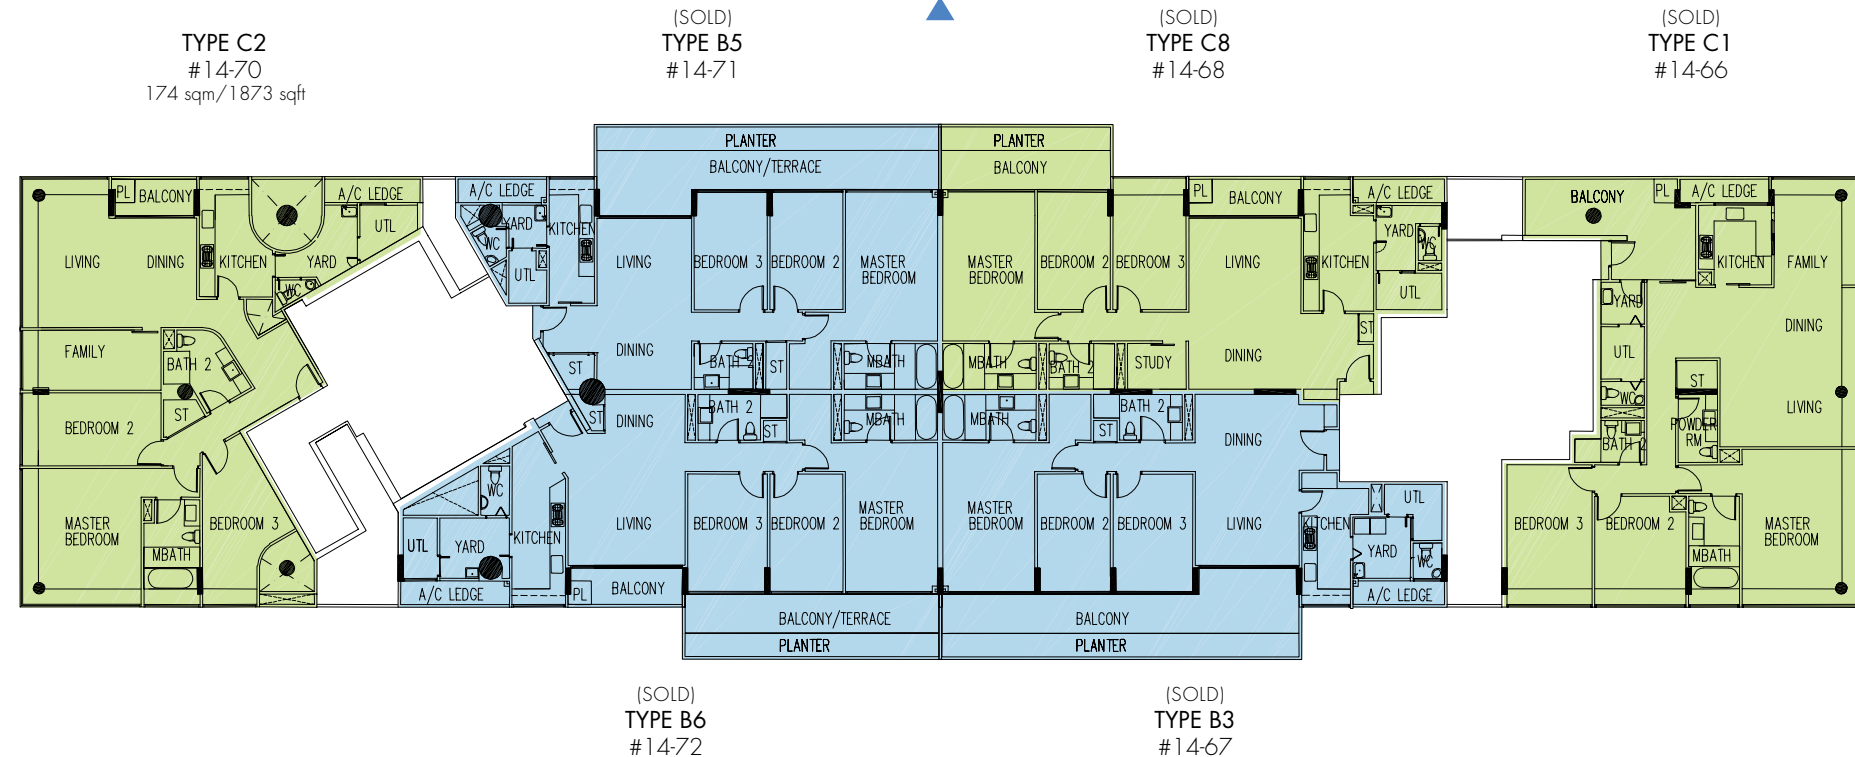 TYPE C2
#14-70
174 sqm/1873 sqft
(SOLD)
TYPE B5
#14-71
(SOLD)
TYPE C8
#14-68
(SOLD)
TYPE C1
#14-66
LIVING
DINING
PL
BALCONY
KITCHEN
A/C LEDGE
UTL
YARD
WC
FAMILY
BATH 2
ST
BEDROOM 2
MASTER
BEDROOM
MBATH
BEDROOM 3
PLANTER
BALCONY/TERRACE
A/C LEDGE
YARD
WC
UTL
KITCHEN
LIVING
BEDROOM 3
BEDROOM 2
MASTER
BEDROOM
DINING
ST
BATH 2
ST
MBATH
PLANTER
BALCONY
MASTER
BEDROOM
BEDROOM 2
BEDROOM 3
PL
BALCONY
LIVING
KITCHEN
A/C LEDGE
YARD
WC
UTL
ST
MBATH
BATH 2
STUDY
DINING
BALCONY
PL
A/C LEDGE
KITCHEN
FAMILY
YARD
UTL
WC
DINING
ST
LIVING
POWDER
RM
BATH 2
BEDROOM 3
BEDROOM 2
MBATH
MASTER
BEDROOM
ST
DINING
BATH 2
ST
MBATH
WC
UTL
YARD
KITCHEN
LIVING
BEDROOM 3
BEDROOM 2
MASTER
BEDROOM
A/C LEDGE
PL
BALCONY
BALCONY/TERRACE
PLANTER
MBATH
ST
BATH 2
DINING
MASTER
BEDROOM
BEDROOM 2
BEDROOM 3
LIVING
KITCHEN
UTL
YARD
WC
A/C LEDGE
BALCONY
PLANTER
(SOLD)
TYPE B6
#14-72
(SOLD)
TYPE B3
#14-67